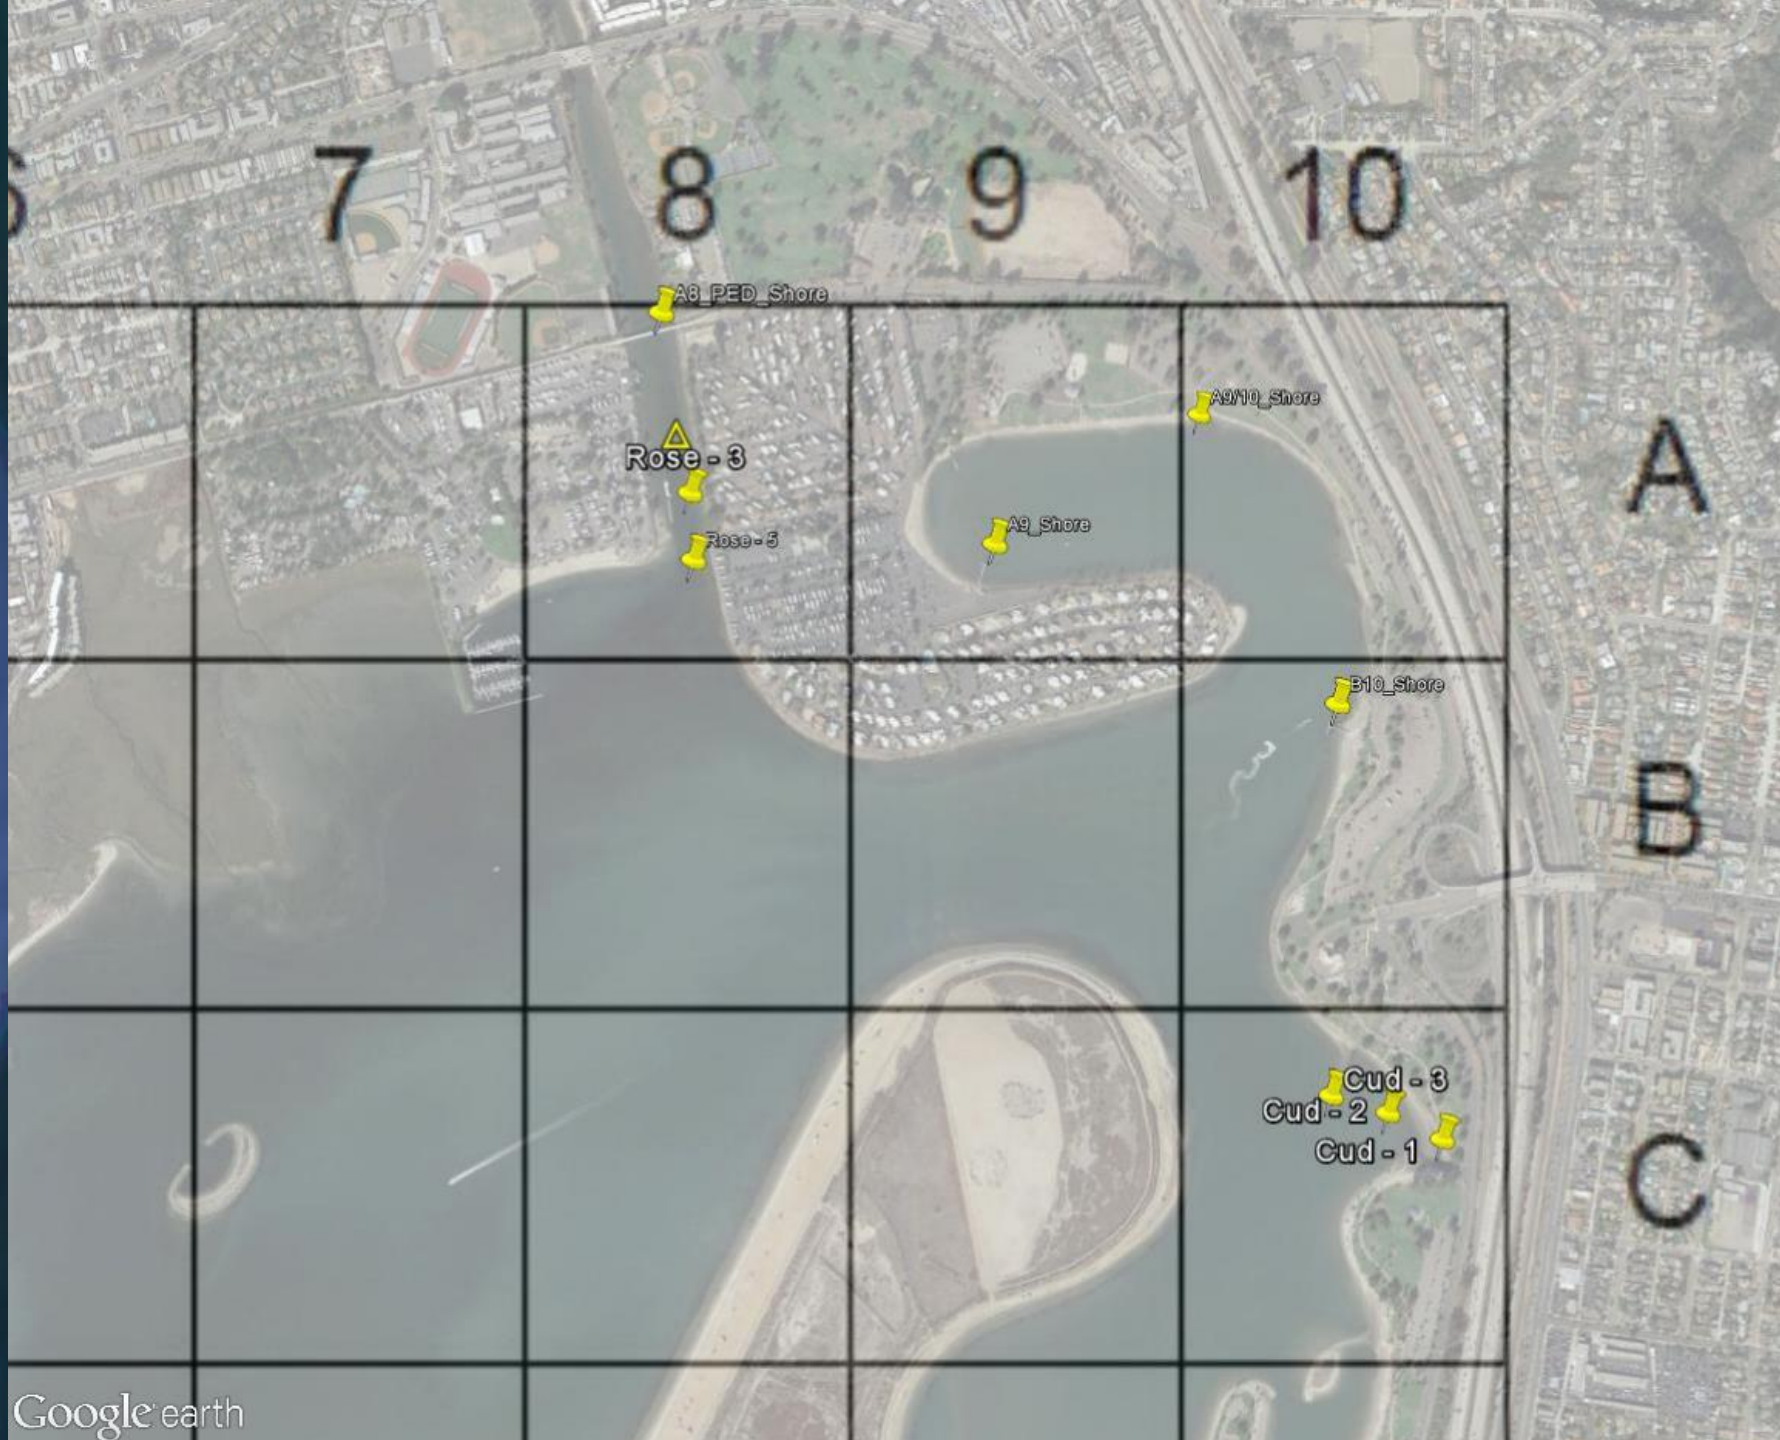 6
7
8
9
10
A8_PED_Shore
A9/10_Shore
A
Rose - 3
A9_Shore
Rose - 5
B10_Shore
B
Cud - 3
Cud - 2
Cud - 1
C
Google earth